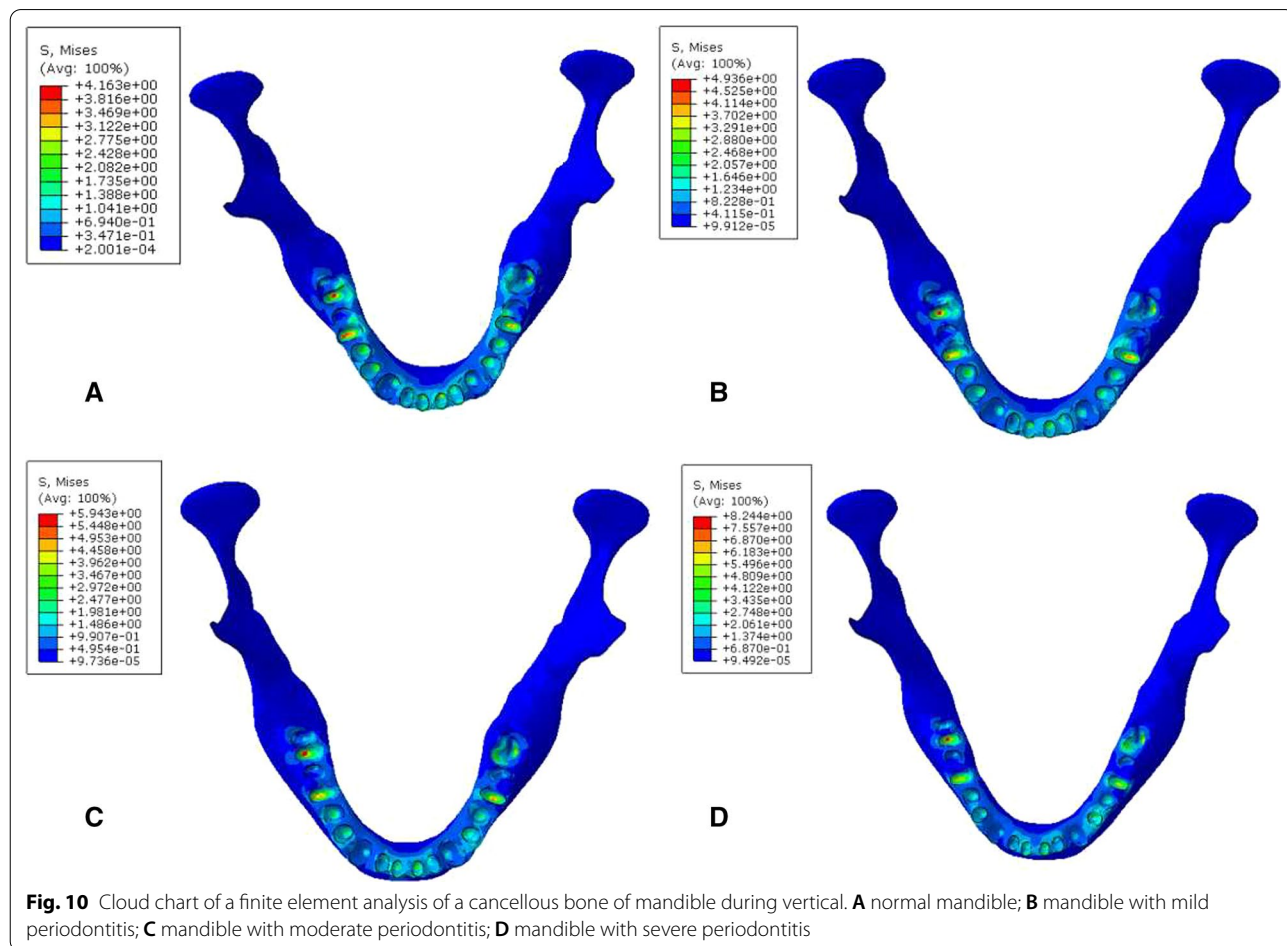 S, Mises
(Avg: 100%)
+4.163e+00
+3.816e+00
+3.469e+00
+3.122e+00
+2.775e+00
+2.428e+00
+2.082e+00
+1.735e+00
+1.388e+00
+1.041e+00
+6.940e-01
+3.471e-01
+2.001e-04
A
S, Mises
(Avg: 100%)
+4.936e+00
+4.525e+00
+4.114e+00
+3.702e+00
+3.291e+00
+2.880e+00
+2.468e+00
+2.057e+00
+1.646e+00
+1.234e+00
+8.228e-01
+4.115e-01
+9.912e-05
B
S, Mises
(Avg: 100%)
+5.943e+00
+5.448e+00
+4.953e+00
+4.458e+00
+3.962e+00
+3.467e+00
+2.972e+00
+2.477e+00
+1.981e+00
+1.486e+00
+9.907e-01
+4.954e-01
+9.736e-05
C
S, Mises
(Avg: 100%)
+8.244e+00
+7.557e+00
+6.870e+00
+6.183e+00
+5.496e+00
+4.809e+00
+4.122e+00
+3.435e+00
+2.748e+00
+2.061e+00
+1.374e+00
+6.870e-01
+9.492e-05
D
Fig. 10 Cloud chart of a finite element analysis of a cancellous bone of mandible during vertical. A normal mandible; B mandible with mild
periodontitis; C mandible with moderate periodontitis; D mandible with severe periodontitis